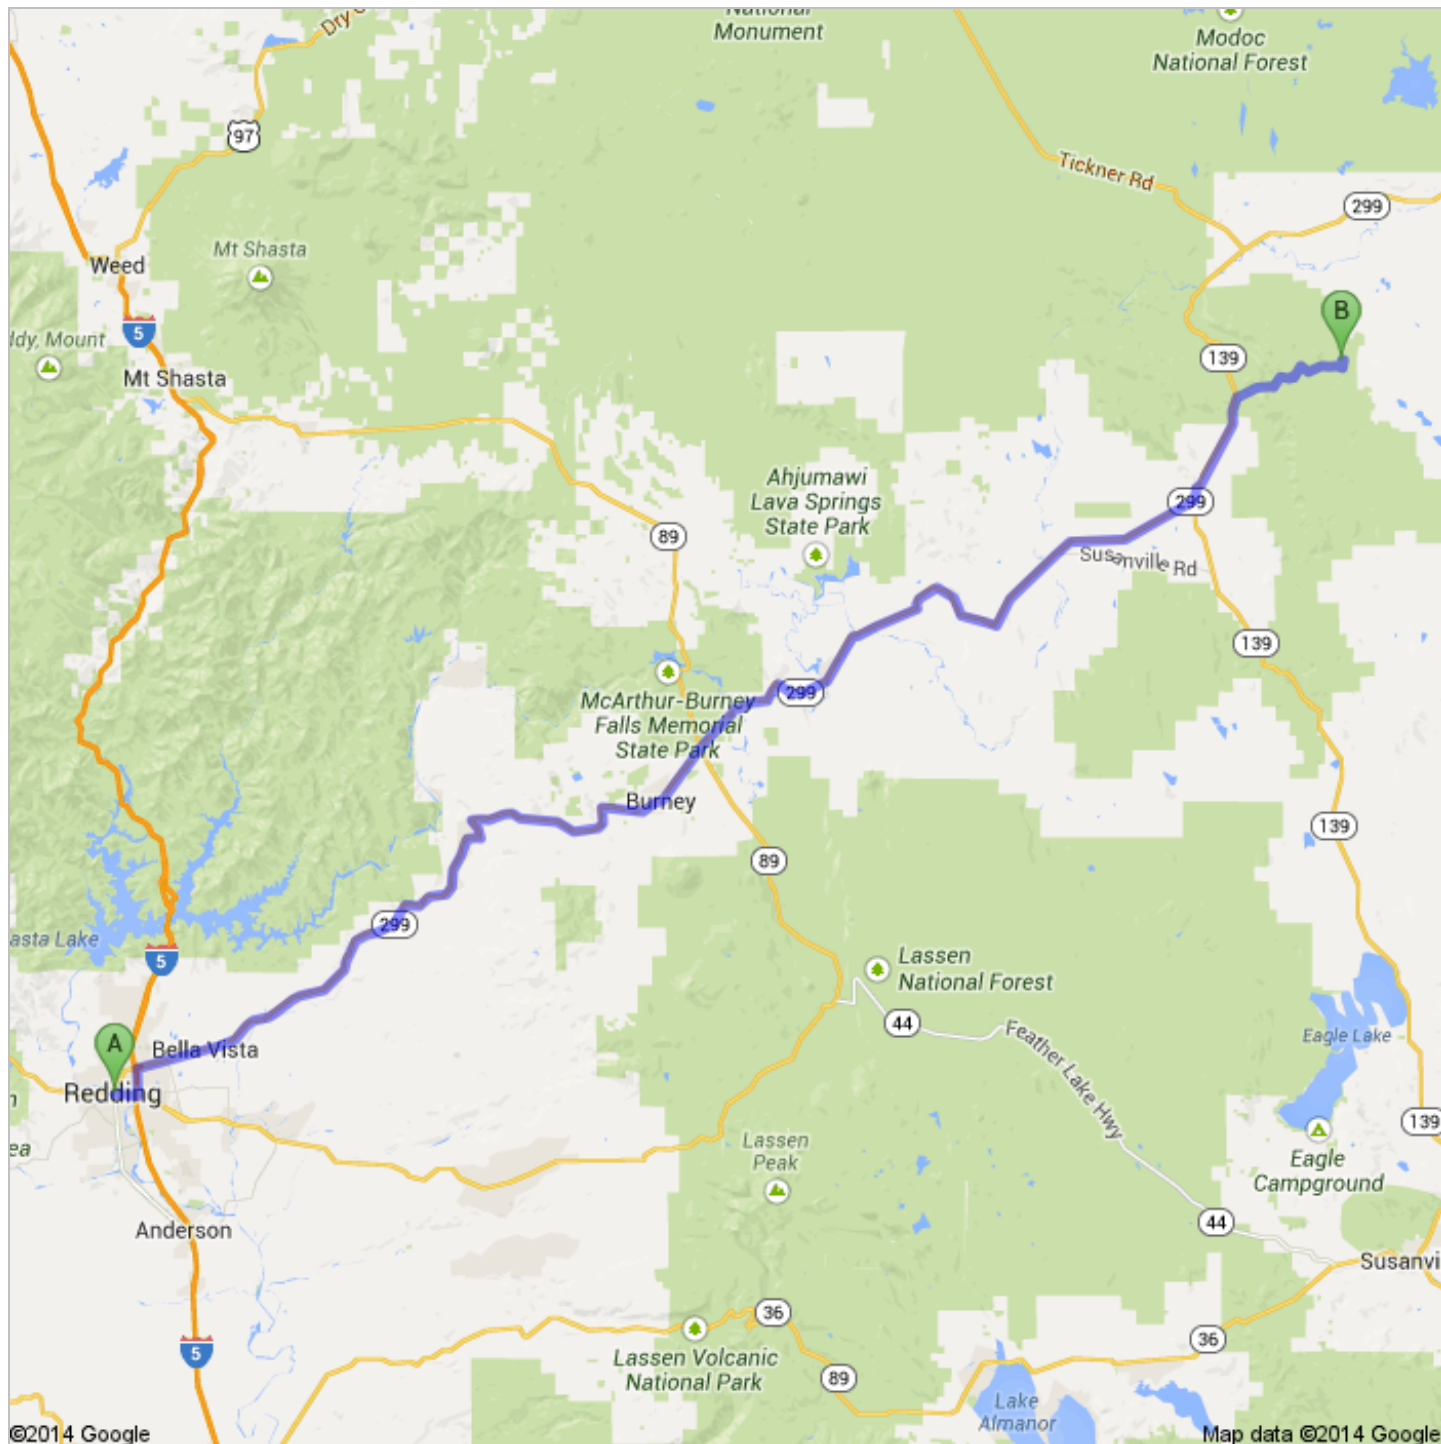 National
Monument
Modoc
National Forest
97
Tickner Rd
299
Mt Shasta
Weed
5
139
B
Mt Shasta
Ahjumawi
Lava Springs
State Park
299
89
Susanville Rd
139
299
McArthur-Burney
Falls Memorial
State Park
Burney
139
89
299
asta Lake
5
Lassen
National Forest
44
Feather Lake Hwy
Eagle Lake
A
Bella Vista
Redding
139
ea
Lassen
Peak
Eagle
Campground
Anderson
44
Susanvi
36
5
36
Lassen Volcanic
National Park
89
Lake
Almanor
©2014 Google
Map data ©2014 Google